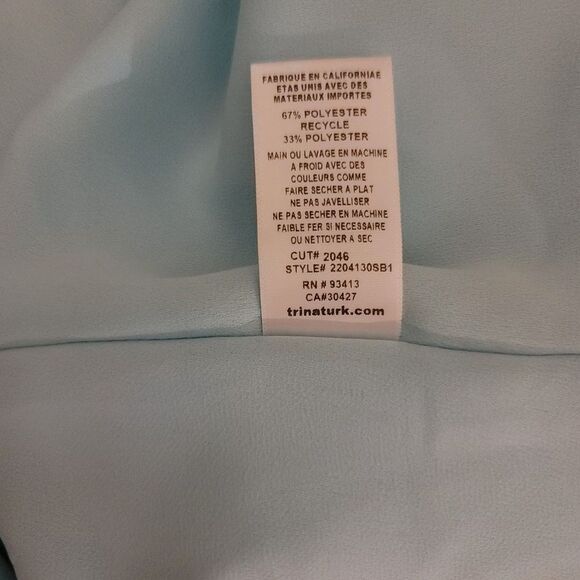 FABRIQUE EN CALIFORNIAE
ETAS UNIS AVEC DES
MATERIAUX IMPORTES
67% POLYESTER
RECYCLE
33% POLYESTER
MAIN OU LAVAGE EN MACHINE
A FROID AVEC DES
COULEURS COMME
FAIRE SECHER A PLAT
NE PAS JAVELLISER
NE PAS SECHER EN MACHINE
FAIBLE FER SI NECESSAIRE
OU NETTOYER A SEC
CUT# 2046
STYLE# 2204130SB1
RN # 93413
CA#30427
trinaturk.com